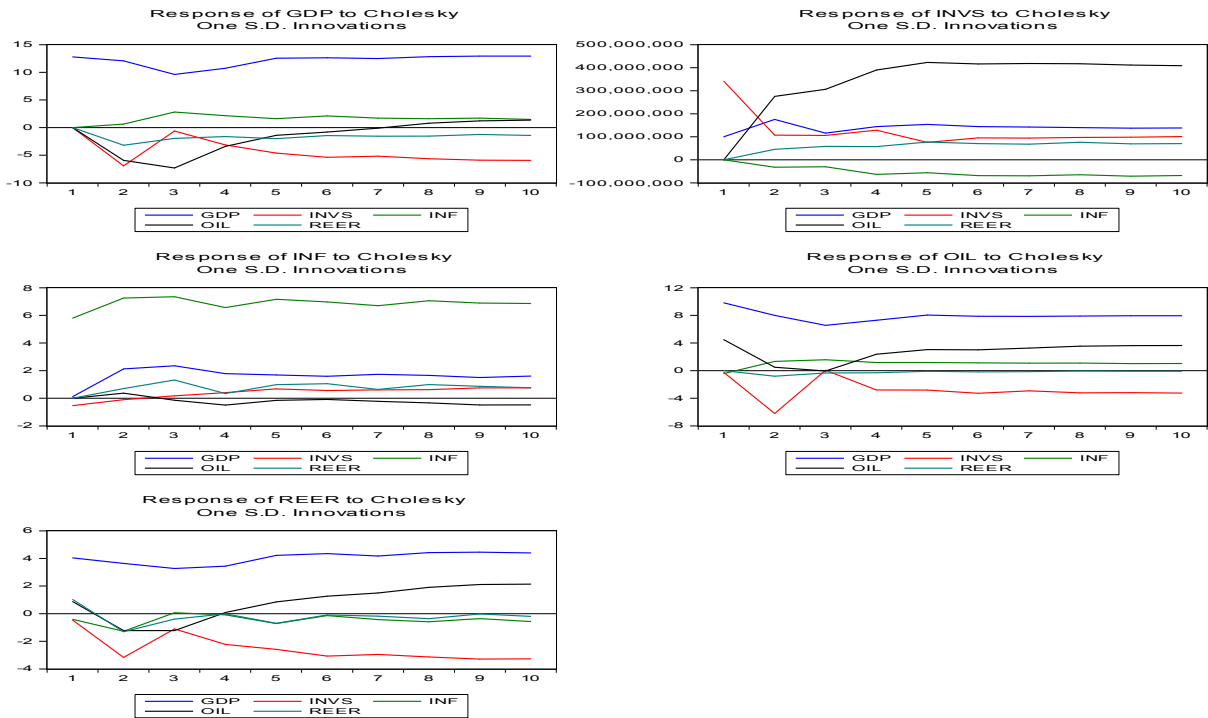 Response of GDP to Cholesky
One S.D. Innovations
15
10
5
0
-5
-10
1 2 3 4 5 6 7 8 9 10
GDP INVS INF
OIL REER
Response of INVS to Cholesky
One S.D. Innovations
500,000,000
400,000,000
300,000,000
200,000,000
100,000,000
0
-100,000,000
1 2 3 4 5 6 7 8 9 10
GDP INVS INF
OIL REER
Response of INF to Cholesky
One S.D. Innovations
8
6
4
2
0
-2
1 2 3 4 5 6 7 8 9 10
GDP INVS INF
OIL REER
Response of OIL to Cholesky
One S.D. Innovations
12
8
4
0
-4
-8
1 2 3 4 5 6 7 8 9 10
GDP INVS INF
OIL REER
Response of REER to Cholesky
One S.D. Innovations
6
4
2
0
-2
-4
1 2 3 4 5 6 7 8 9 10
GDP INVS INF
OIL REER